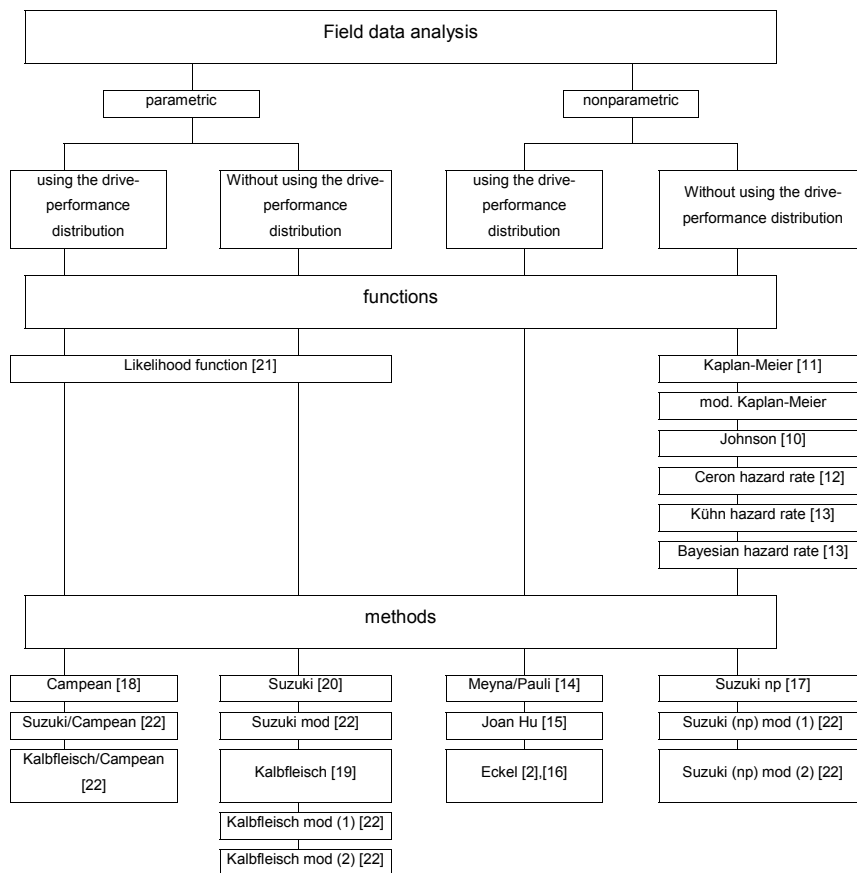 Field data analysis
parametric
nonparametric
using the drive-
performance
distribution
Without using the drive-
performance
distribution
using the drive-
performance
distribution
Without using the drive-
performance distribution
functions
Likelihood function [21]
Kaplan-Meier [11]
mod. Kaplan-Meier
Johnson [10]
Ceron hazard rate [12]
Kühn hazard rate [13]
Bayesian hazard rate [13]
methods
Campean [18]
Suzuki/Campean [22]
Kalbfleisch/Campean
[22]
Suzuki [20]
Suzuki mod [22]
Kalbfleisch [19]
Kalbfleisch mod (1) [22]
Kalbfleisch mod (2) [22]
Meyna/Pauli [14]
Joan Hu [15]
Eckel [2],[16]
Suzuki np [17]
Suzuki (np) mod (1) [22]
Suzuki (np) mod (2) [22]